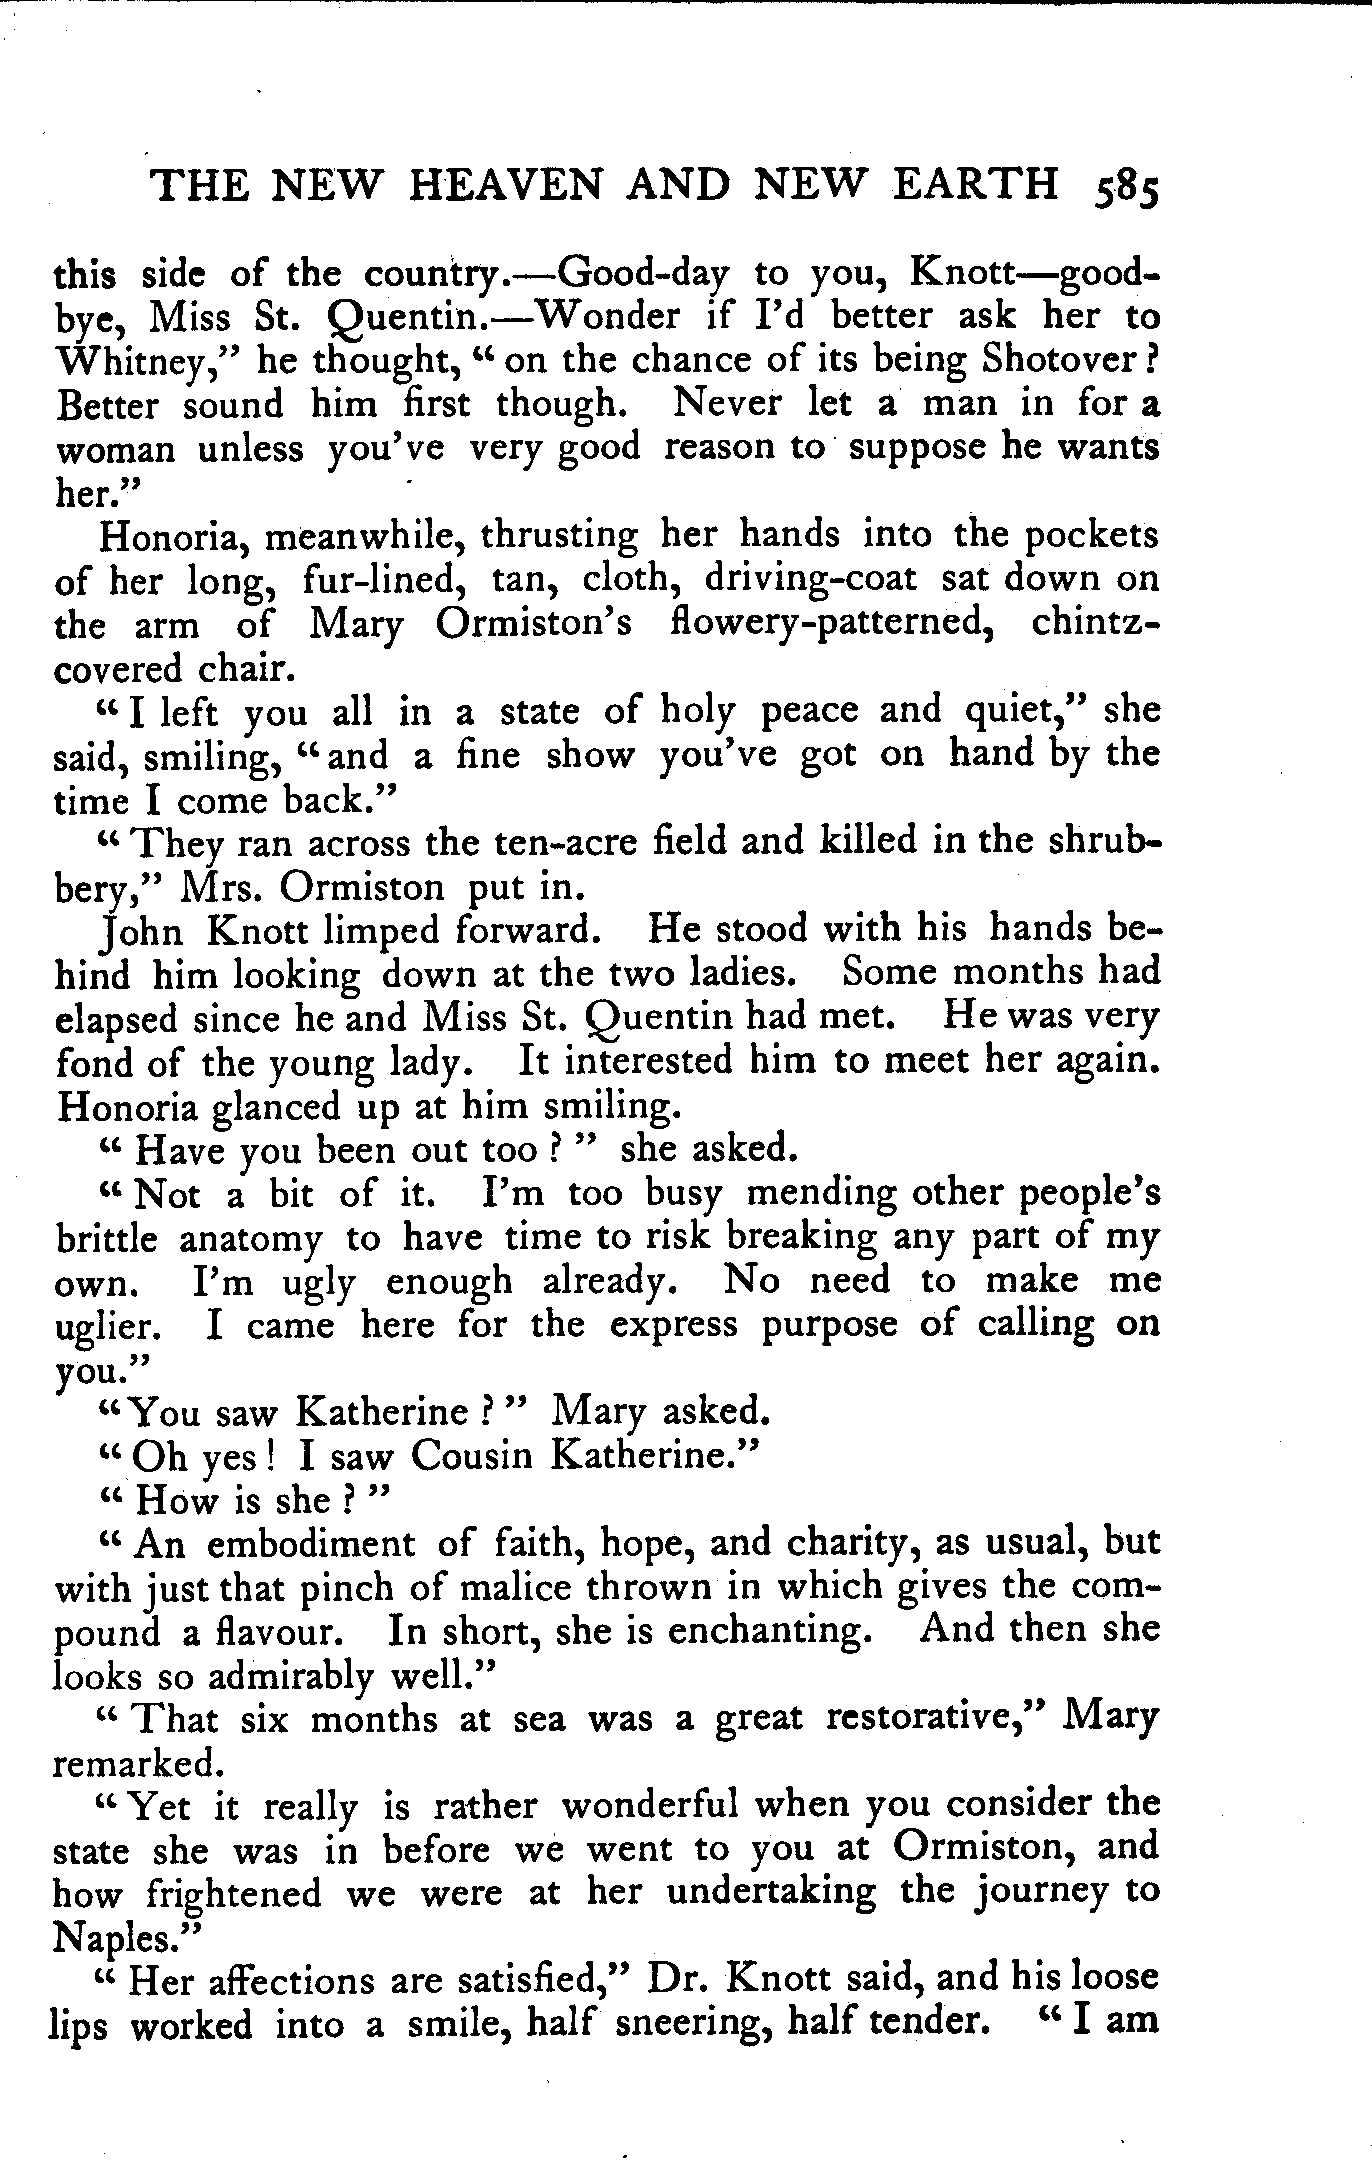 THE NEW HEAVEN AND NEW EARTH 585
this side of the country.—Good-day to you, Knott—good-
bye, Miss St. Quentin.—Wonder if I'd better ask her to
Whitney," he thought, "on the chance of its being Shotover?
Better sound him first though. Never let a man in for a
woman unless you've very good reason to suppose he wants
her."
Honoria, meanwhile, thrusting her hands into the pockets
of her long, fur-lined, tan, cloth, driving-coat sat down on
the arm of Mary Ormiston's flowery-patterned, chintz-
covered chair.
"I left you all in a state of holy peace and quiet," she
said, smiling, "and a fine show you've got on hand by the
time I come back."
"They ran across the ten-acre field and killed in the shrub-
bery," Mrs. Ormiston put in.
John Knott limped forward. He stood with his hands be-
hind him looking down at the two ladies. Some months had
elapsed since he and Miss St. Quentin had met. He was very
fond of the young lady. It interested him to meet her again.
Honoria glanced up at him smiling.
"Have you been out too?" she asked.
"Not a bit of it. I'm too busy mending other people's
brittle anatomy to have time to risk breaking any part of my
own. I'm ugly enough already. No need to make me
uglier. I came here for the express purpose of calling on
you."
"You saw Katherine?" Mary asked.
"Oh yes! I saw Cousin Katherine."
"How is she?"
"An embodiment of faith, hope, and charity, as usual, but
with just that pinch of malice thrown in which gives the com-
pound a flavour. In short, she is enchanting. And then she
looks so admirably well."
"That six months at sea was a great restorative," Mary
remarked.
"Yet it really is rather wonderful when you consider the
state she was in before we went to you at Ormiston, and
how frightened we were at her undertaking the journey to
Naples."
"Her affections are satisfied," Dr. Knott said, and his loose
lips worked into a smile, half sneering, half tender. "I am